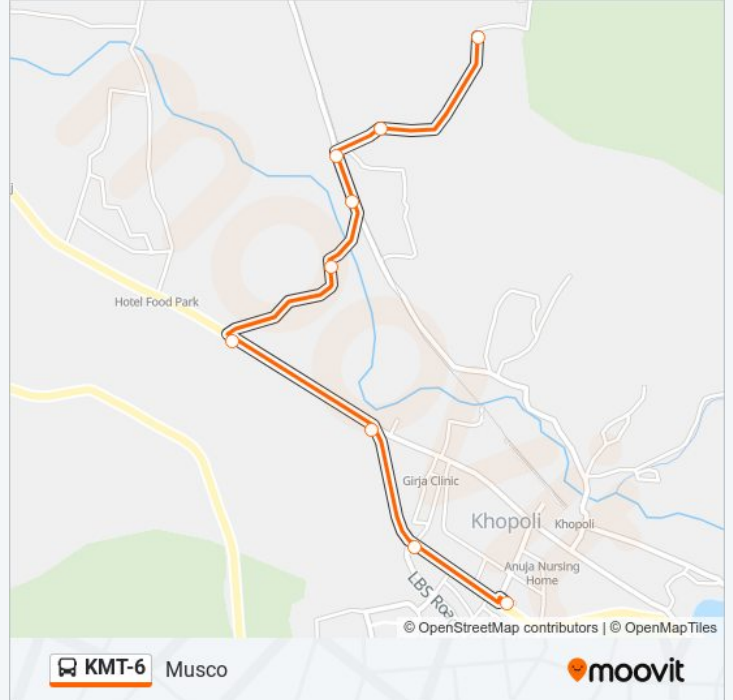 Hotel Food Park
Girja Clinic
Khopoli
Khopoli
Anuja Nursing
Home
LBS Roa
© OpenStreetMap contributors | © OpenMapTiles
KMT-6 Musco
moovit